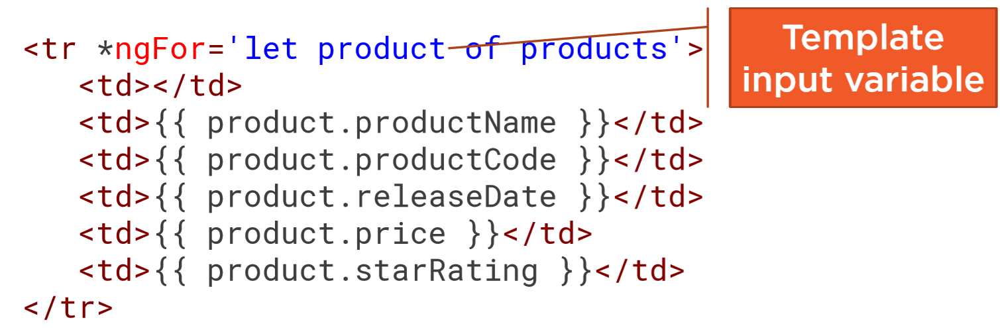 <tr *ngFor='let product of products'>
<td></td>
<td>{{ product.productName }}</td>
<td>{{ product.productCode }}</td>
<td>{{ product.releaseDate }}</td>
<td>{{ product.price }}</td>
<td>{{ product.starRating }}</td>
</tr>
Template
input variable